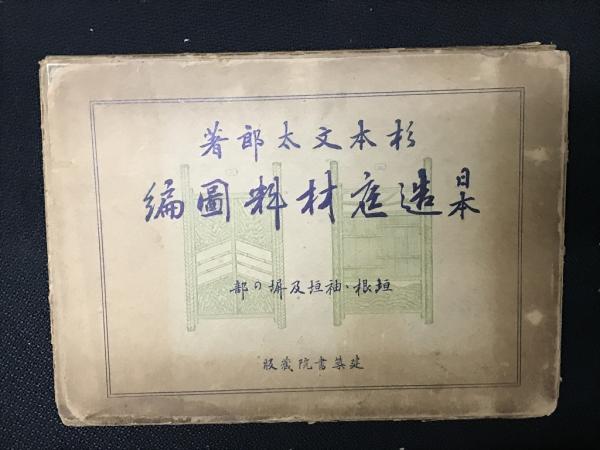 杉本文太郎著
日本造庭材料圖編
垣根、袖垣及塀の部
建築書院蔵版